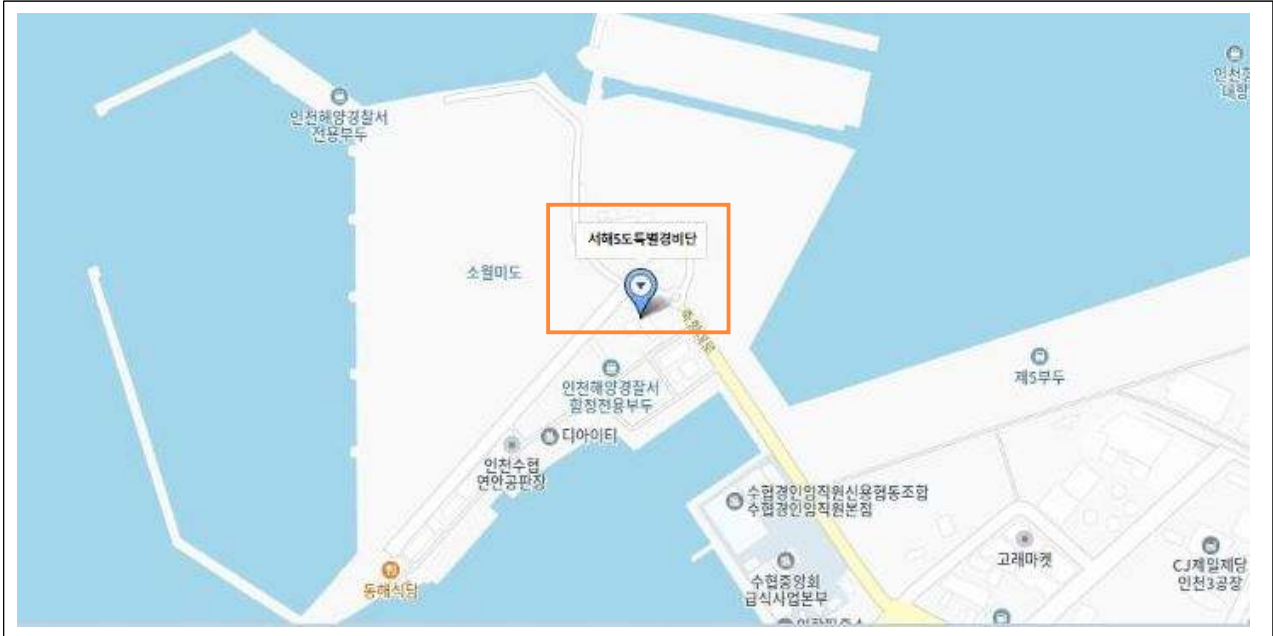 인천해양경찰서
전용부두
서해5도특별경비단
소월미도
축항대로
제5부두
인천해양경찰서
함정전용부두
디아이티
인천수협
연안공판장
수협경인임직원신용협동조합
수협경인임직원본점
고래마켓
CJ제일제당
인천3공장
수협중앙회
급식사업본부
동해식당